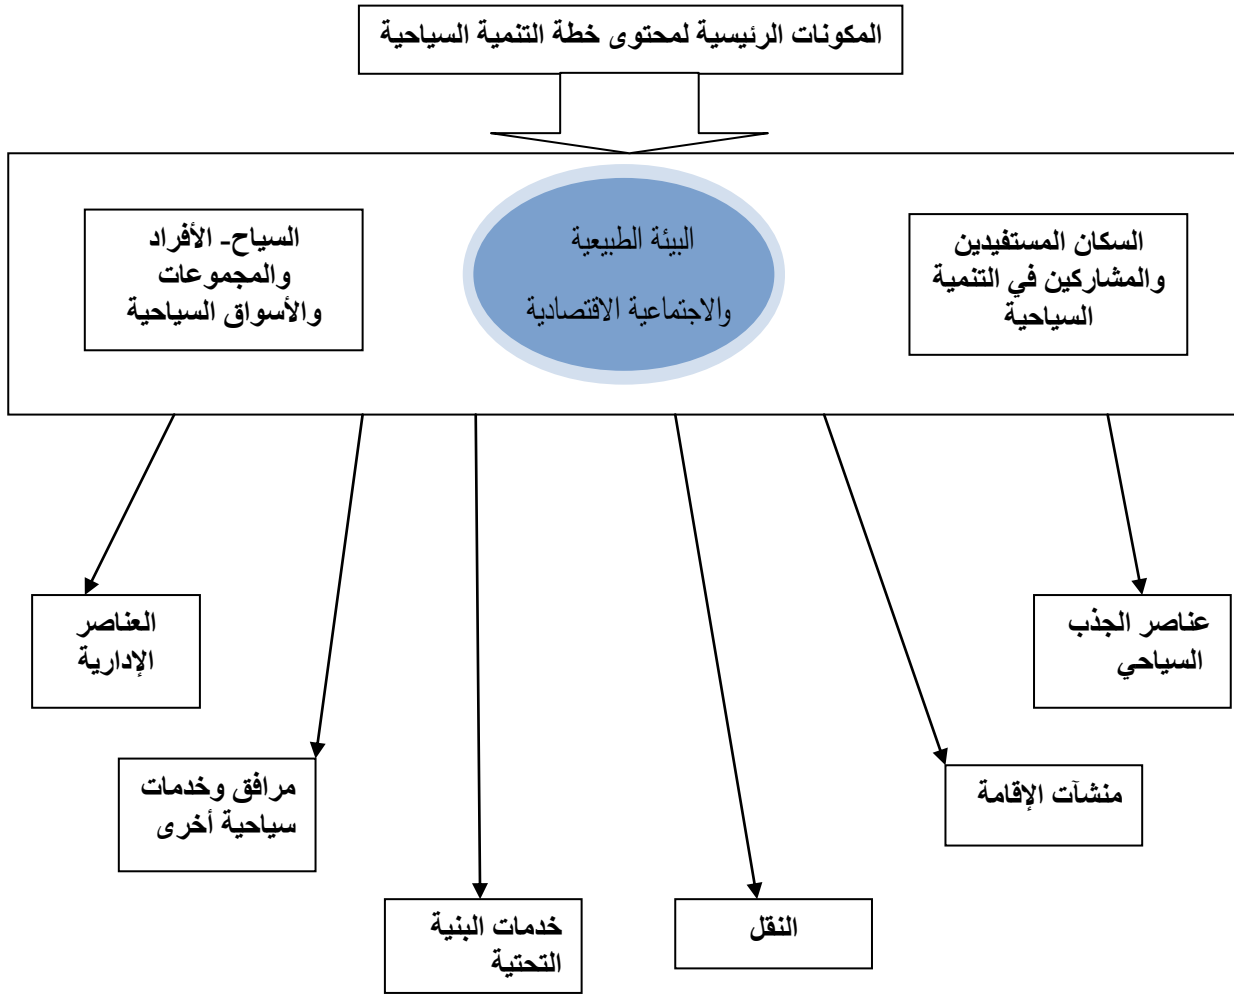 المكونات الرئيسية لمحتوى خطة التنمية السياحية
السكان المستفيدين
والمشاركين في التنمية
السياحية
البيئة الطبيعية
والاجتماعية الاقتصادية
السياح- الأفراد
والمجموعات
والأسواق السياحية
عناصر الجذب
السياحي
منشآت الإقامة
النقل
خدمات البنية
التحتية
مرافق وخدمات
سياحية أخرى
العناصر
الإدارية